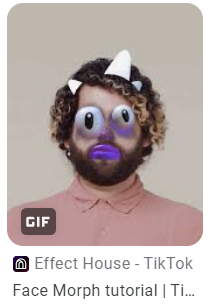 GIF
Effect House - TikTok
Face Morph tutorial | Ti...